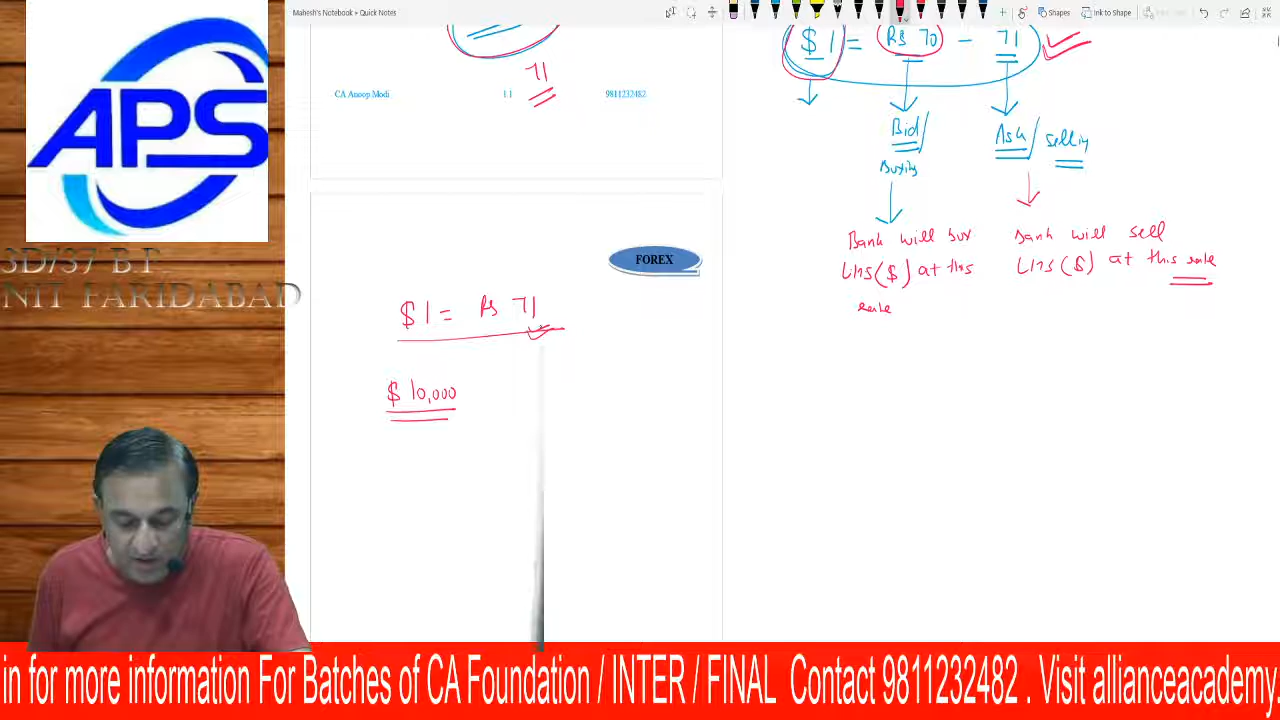 Mahesh's Notebook » Quick Notes
Shapes
Ink to Shape
APS
3D/37 B.P.
NIT FARIDABAD
71
CA Anoop Modi
11
9811232482
FOREX
$ 1 = Rs 71
$ 10,000
$ 1 = Rs 70 - 71
Bid/
Buying
Ask/ selling
Bank will buy
LHS($) at this
rate
Bank will sell
LHS($) at this rate
in for more information For Batches of CA Foundation / INTER / FINAL Contact 9811232482 . Visit allianceacademy.